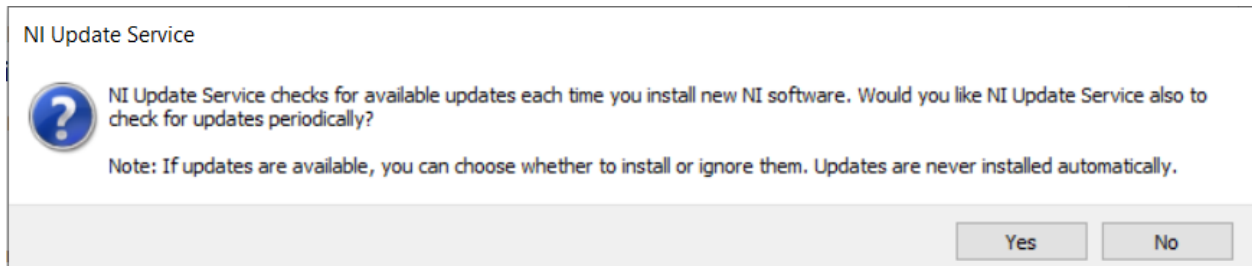 NI Update Service
NI Update Service checks for available updates each time you install new NI software. Would you like NI Update Service also to
check for updates periodically?
Note: If updates are available, you can choose whether to install or ignore them. Updates are never installed automatically.
Yes No